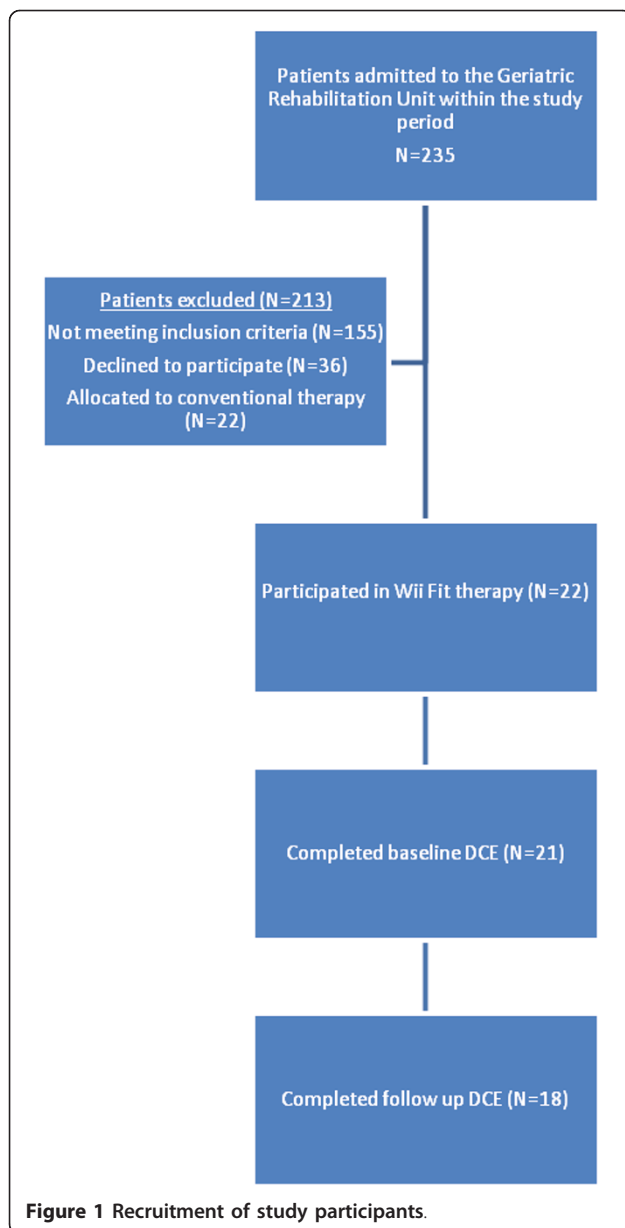 Patients admitted to the Geriatric
Rehabilitation Unit within the study
period
N=235
Patients excluded (N=213)
Not meeting inclusion criteria (N=155)
Declined to participate (N=36)
Allocated to conventional therapy
(N=22)
Participated in Wii Fit therapy (N=22)
Completed baseline DCE (N=21)
Completed follow up DCE (N=18)
Figure 1 Recruitment of study participants.